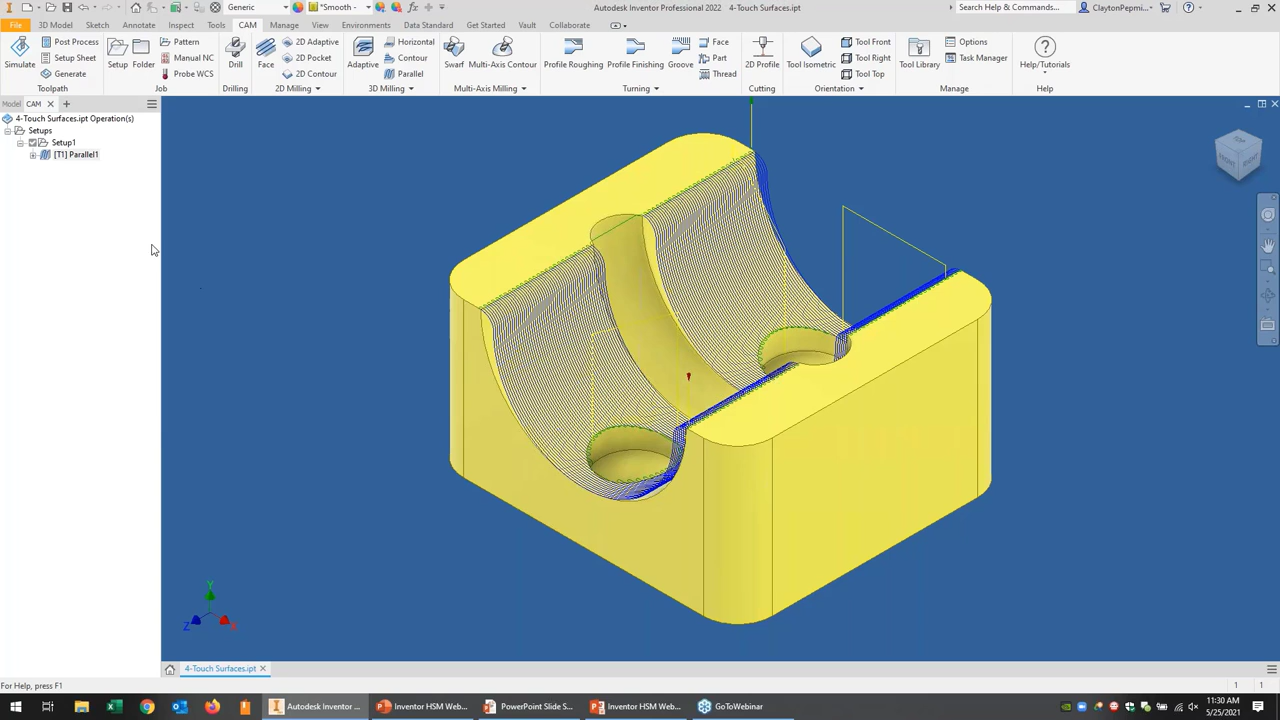 Generic
*Smooth -
Autodesk Inventor Professional 2022   4-Touch Surfaces.ipt
Search Help & Commands...
ClaytonPepmi...
File
3D Model
Sketch
Annotate
Inspect
Tools
CAM
Manage
View
Environments
Data Standard
Get Started
Vault
Collaborate
Simulate
Post Process
Setup Sheet
Generate
Toolpath
Setup
Folder
Pattern
Manual NC
Probe WCS
Job
Drill
Drilling
Face
2D Adaptive
2D Pocket
2D Contour
2D Milling
Adaptive
Horizontal
Contour
Parallel
3D Milling
Swarf
Multi-Axis Contour
Multi-Axis Milling
Profile Roughing
Profile Finishing
Groove
Face
Part
Thread
Turning
2D Profile
Cutting
Tool Isometric
Tool Front
Tool Right
Tool Top
Orientation
Tool Library
Options
Task Manager
Manage
Help/Tutorials
Help
Model
CAM
4-Touch Surfaces.ipt Operation(s)
Setups
Setup1
[T1] Parallel1
FRONT
RIGHT
Y
Z
X
4-Touch Surfaces.ipt
For Help, press F1
1
1
Autodesk Inventor ...
Inventor HSM Web...
PowerPoint Slide S...
Inventor HSM Web...
GoToWebinar
11:30 AM
5/25/2021